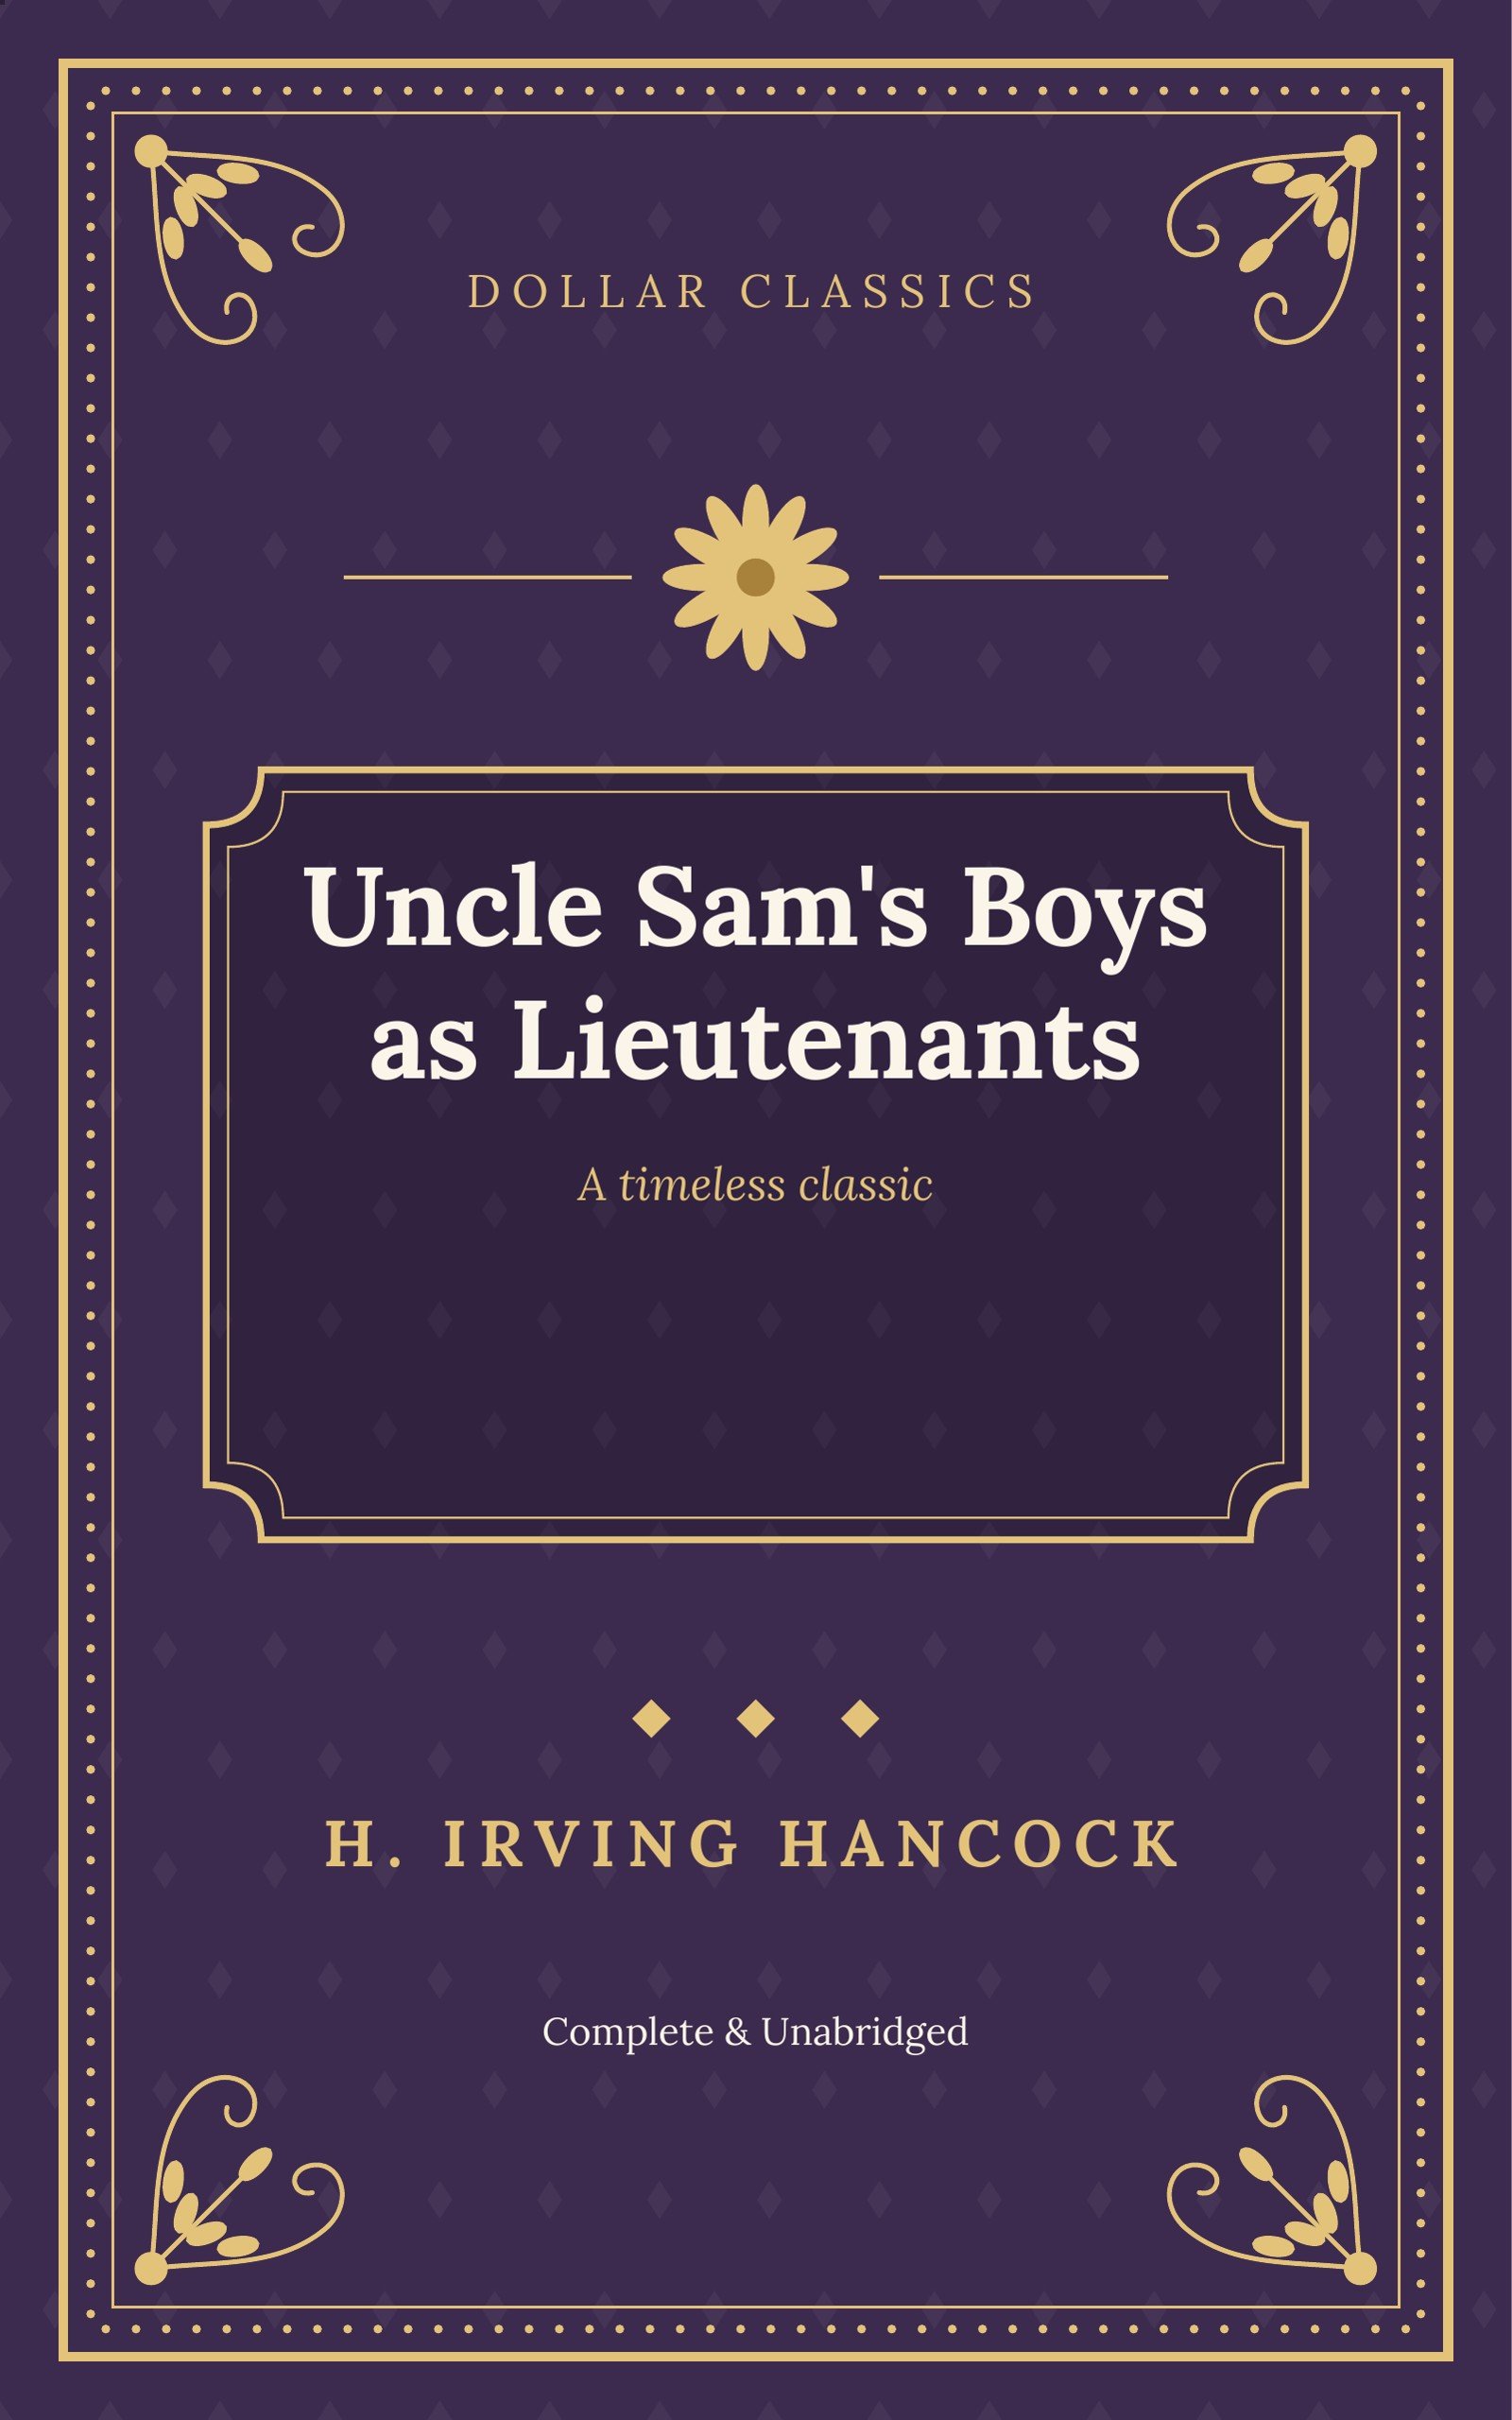 DOLLAR CLASSICS
Uncle Sam's Boys
as Lieutenants
A timeless classic
H. IRVING HANCOCK
Complete & Unabridged